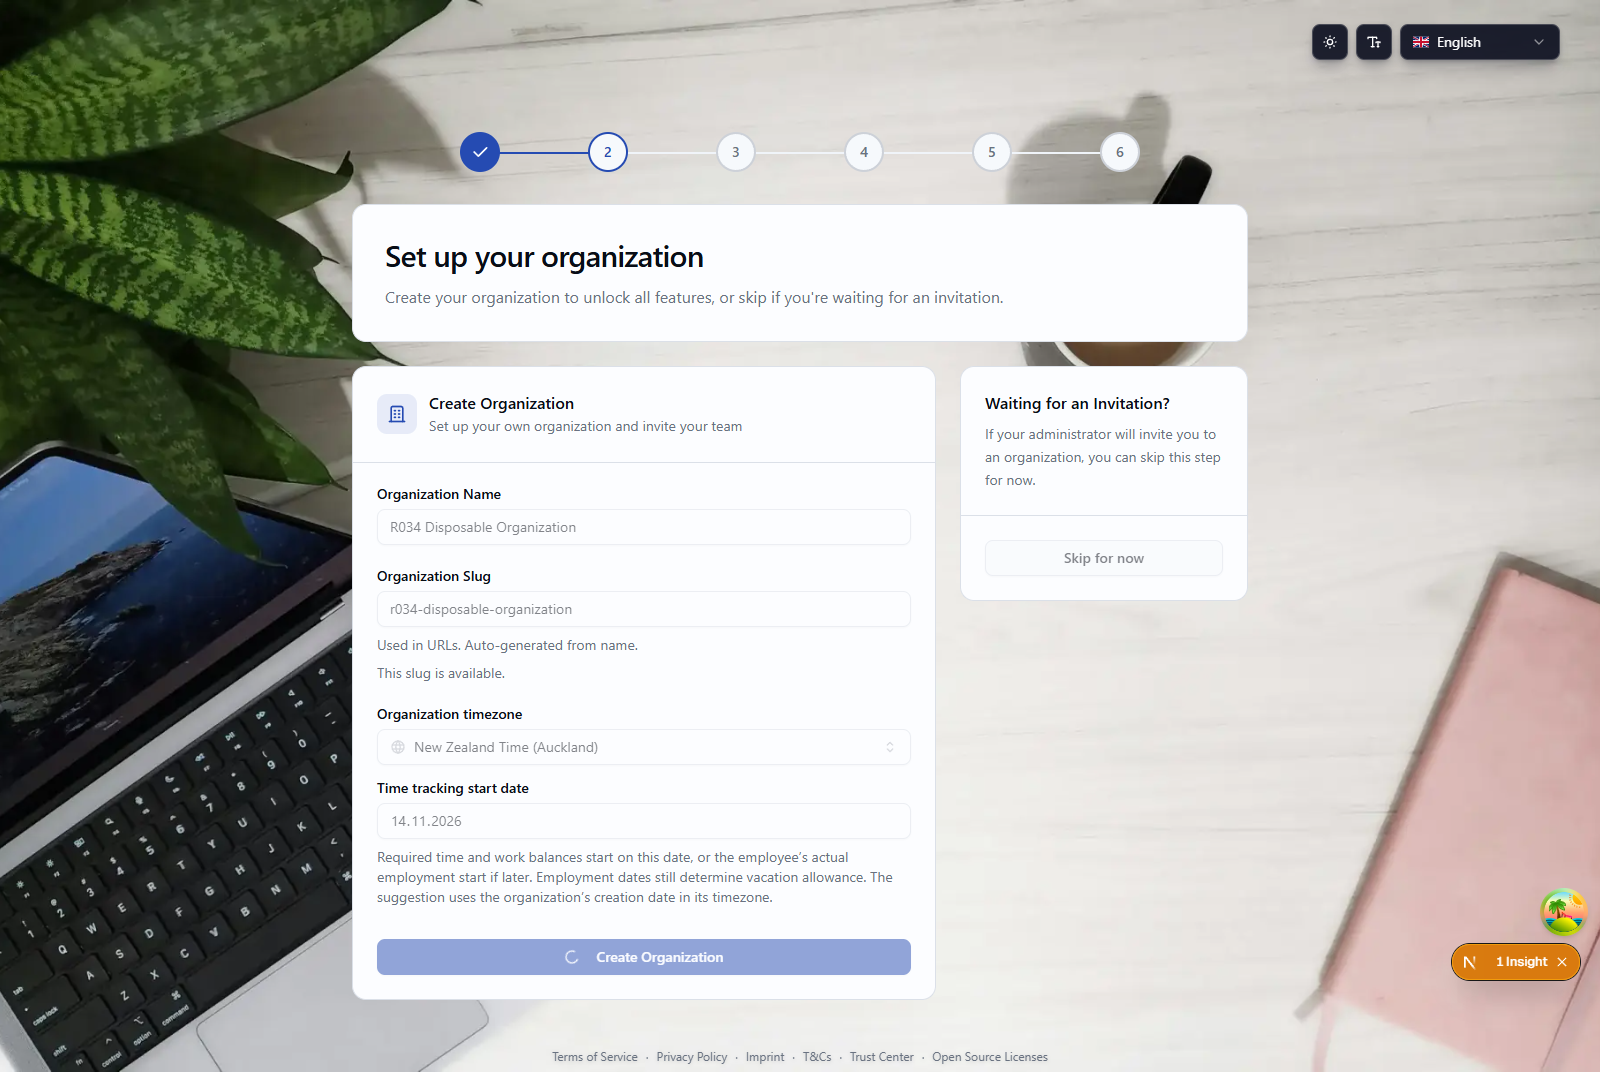 English
2
3
4
5
6
Set up your organization
Create your organization to unlock all features, or skip if you're waiting for an invitation.
Create Organization
Set up your own organization and invite your team
Organization Name
R034 Disposable Organization
Organization Slug
r034-disposable-organization
Used in URLs. Auto-generated from name.
This slug is available.
Organization timezone
New Zealand Time (Auckland)
Time tracking start date
14.11.2026
Required time and work balances start on this date, or the employee’s actual
employment start if later. Employment dates still determine vacation allowance. The
suggestion uses the organization’s creation date in its timezone.
Create Organization
Waiting for an Invitation?
If your administrator will invite you to
an organization, you can skip this step
for now.
Skip for now
1 Insight
Terms of Service · Privacy Policy · Imprint · T&Cs · Trust Center · Open Source Licenses